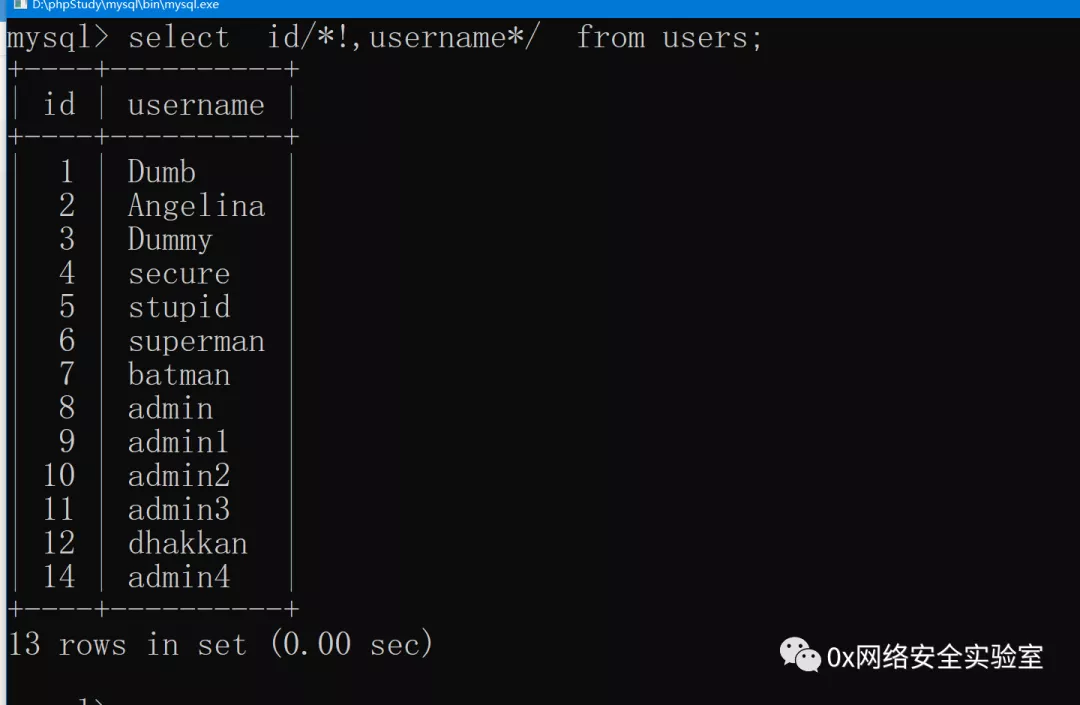 D:\phpStudy\mysql\bin\mysql.exe
mysql> select  id/*!,username*/  from users;
+----+----------+
| id | username |
+----+----------+
|  1 | Dumb     |
|  2 | Angelina |
|  3 | Dummy    |
|  4 | secure   |
|  5 | stupid   |
|  6 | superman |
|  7 | batman   |
|  8 | admin    |
|  9 | admin1   |
| 10 | admin2   |
| 11 | admin3   |
| 12 | dhakkan  |
| 14 | admin4   |
+----+----------+
13 rows in set (0.00 sec)
0x网络安全实验室